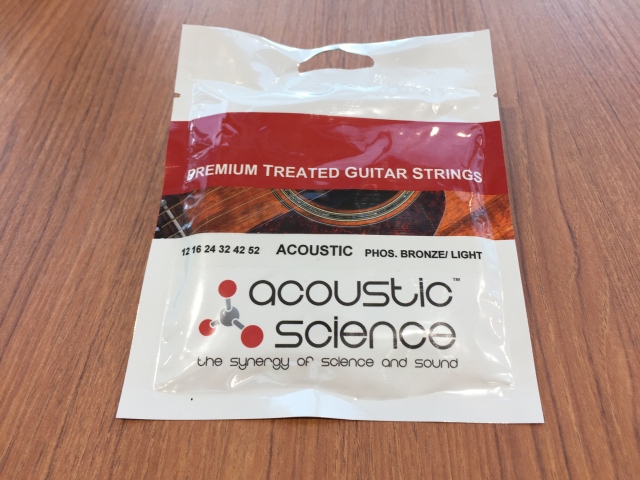 PREMIUM TREATED GUITAR STRINGS
12 16 24 32 42 52 ACOUSTIC PHOS. BRONZE/ LIGHT
acoustic™
science
the synergy of science and sound